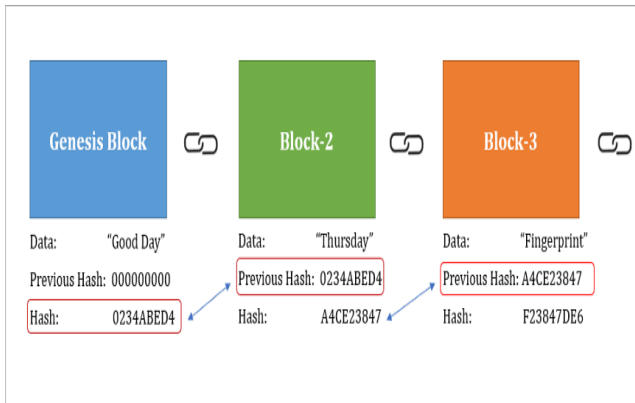 Genesis Block
Block-2
Block-3
Data: "Good Day"
Previous Hash: 000000000
Hash: 0234ABED4
Data: "Thursday"
Previous Hash: 0234ABED4
Hash: A4CE23847
Data: "Fingerprint"
Previous Hash: A4CE23847
Hash: F23847DE6